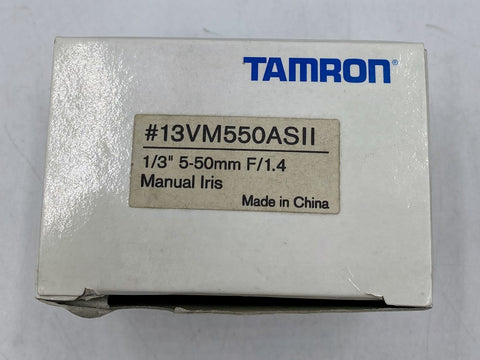 TAMRON®
#13VM550ASII
1/3" 5-50mm F/1.4
Manual Iris
Made in China